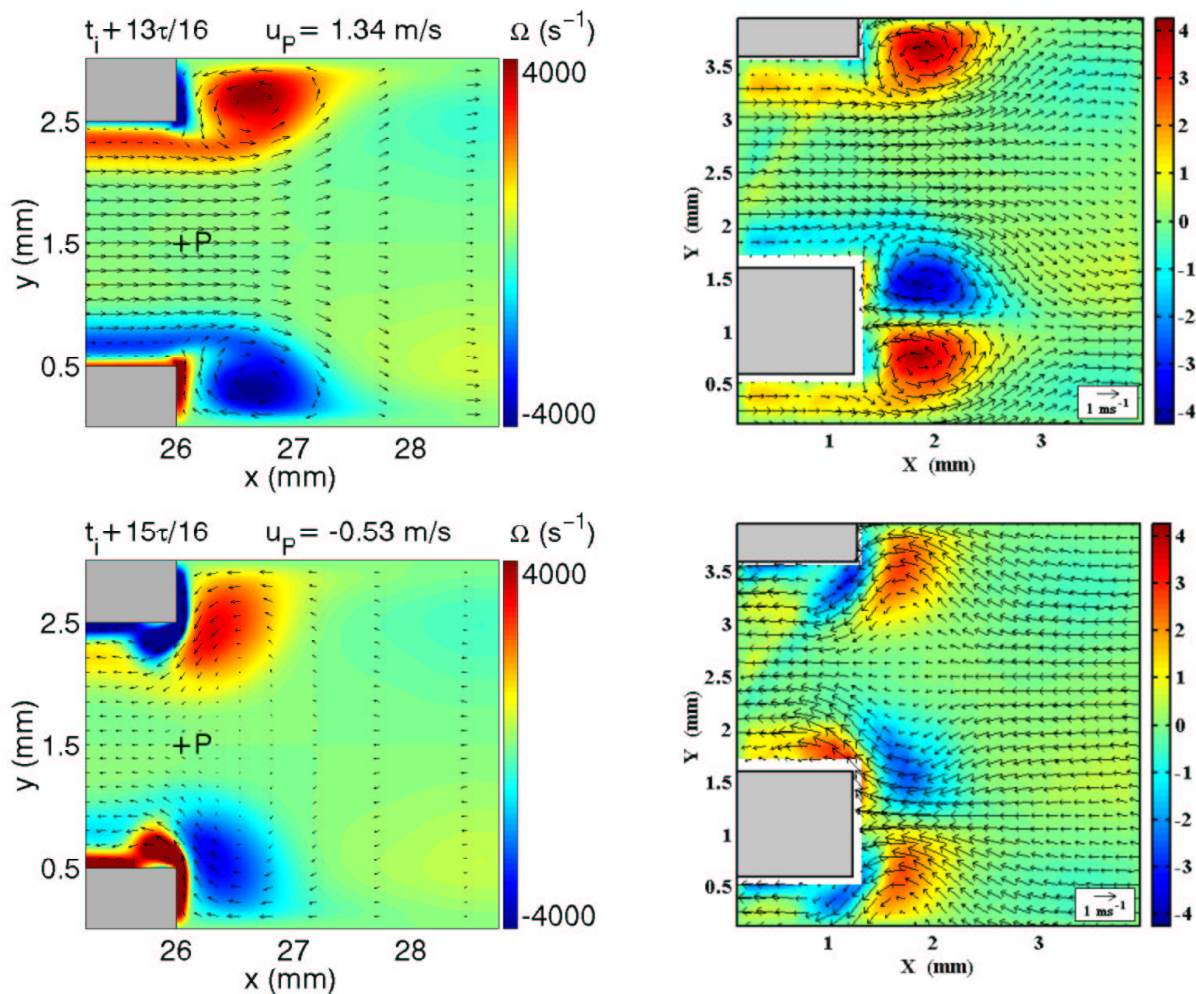 t_i+13τ/16 u_P= 1.34 m/s Ω (s⁻¹)
4000
2.5
1.5
0.5
y (mm)
+P
-4000
26 27 28
x (mm)
4
3
2
1
0
-1
-2
-3
-4
3.5
3
2.5
2
1.5
1
0.5
Y (mm)
1 ms⁻¹
1 2 3
X (mm)
t_i+15τ/16 u_P= -0.53 m/s Ω (s⁻¹)
4000
2.5
1.5
0.5
y (mm)
+P
-4000
26 27 28
x (mm)
4
3
2
1
0
-1
-2
-3
-4
3.5
3
2.5
2
1.5
1
0.5
Y (mm)
1 ms⁻¹
1 2 3
X (mm)